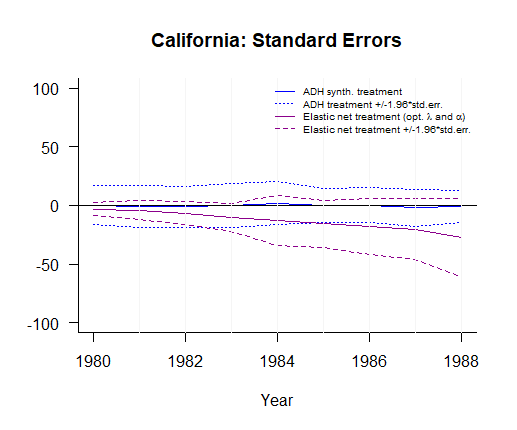 California: Standard Errors
ADH synth. treatment
ADH treatment +/-1.96*std.err.
Elastic net treatment (opt. λ and α)
Elastic net treatment +/-1.96*std.err.
100
50
0
-50
-100
1980 1982 1984 1986 1988
Year